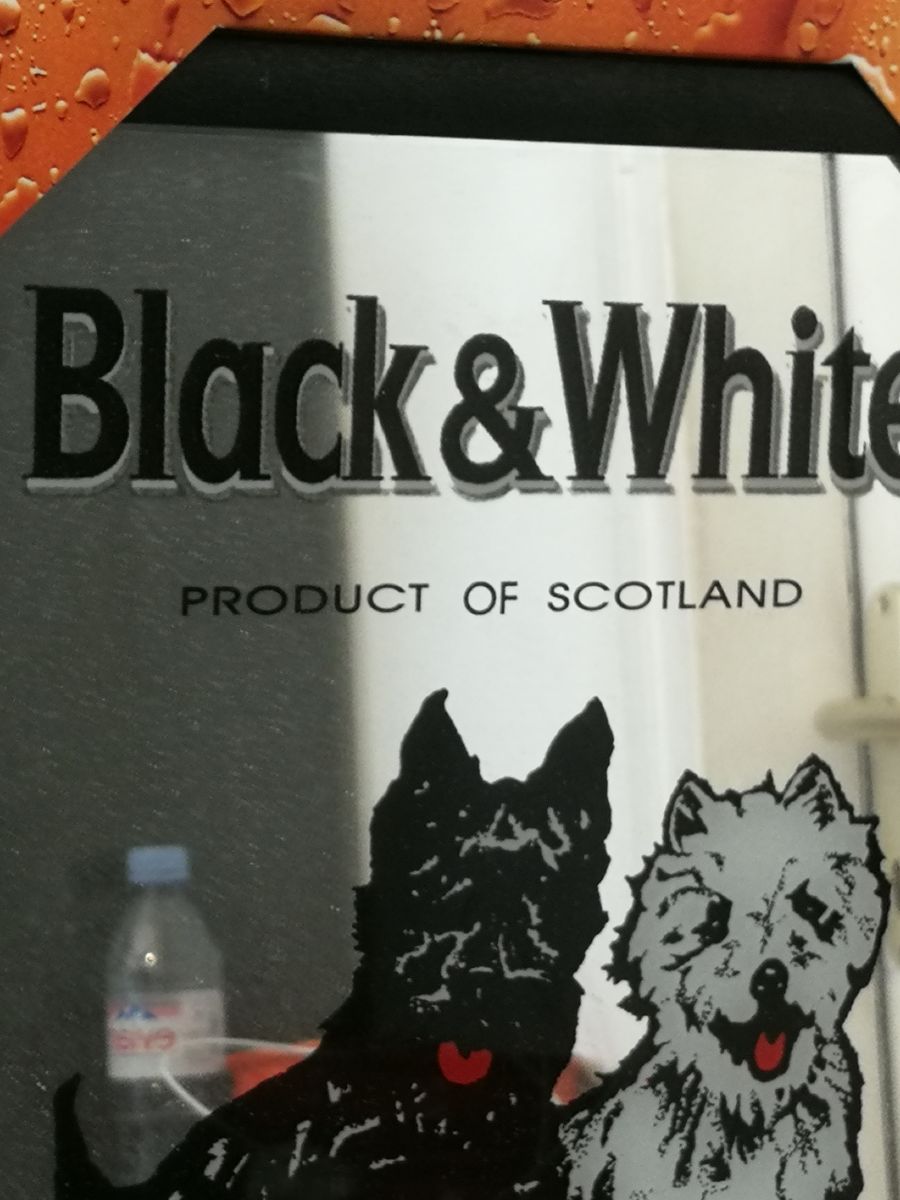 Black&White
PRODUCT OF SCOTLAND